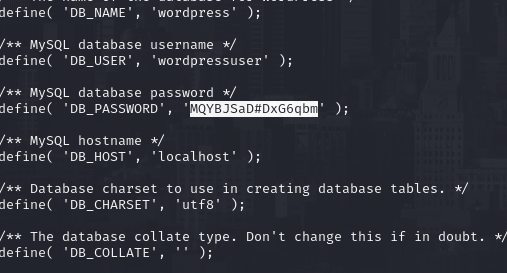 define( 'DB_NAME', 'wordpress' );
/** MySQL database username */
define( 'DB_USER', 'wordpressuser' );
/** MySQL database password */
define( 'DB_PASSWORD', 'MQYBJSaD#DxG6qbm' );
/** MySQL hostname */
define( 'DB_HOST', 'localhost' );
/** Database charset to use in creating database tables. */
define( 'DB_CHARSET', 'utf8' );
/** The database collate type. Don't change this if in doubt. */
define( 'DB_COLLATE', '' );